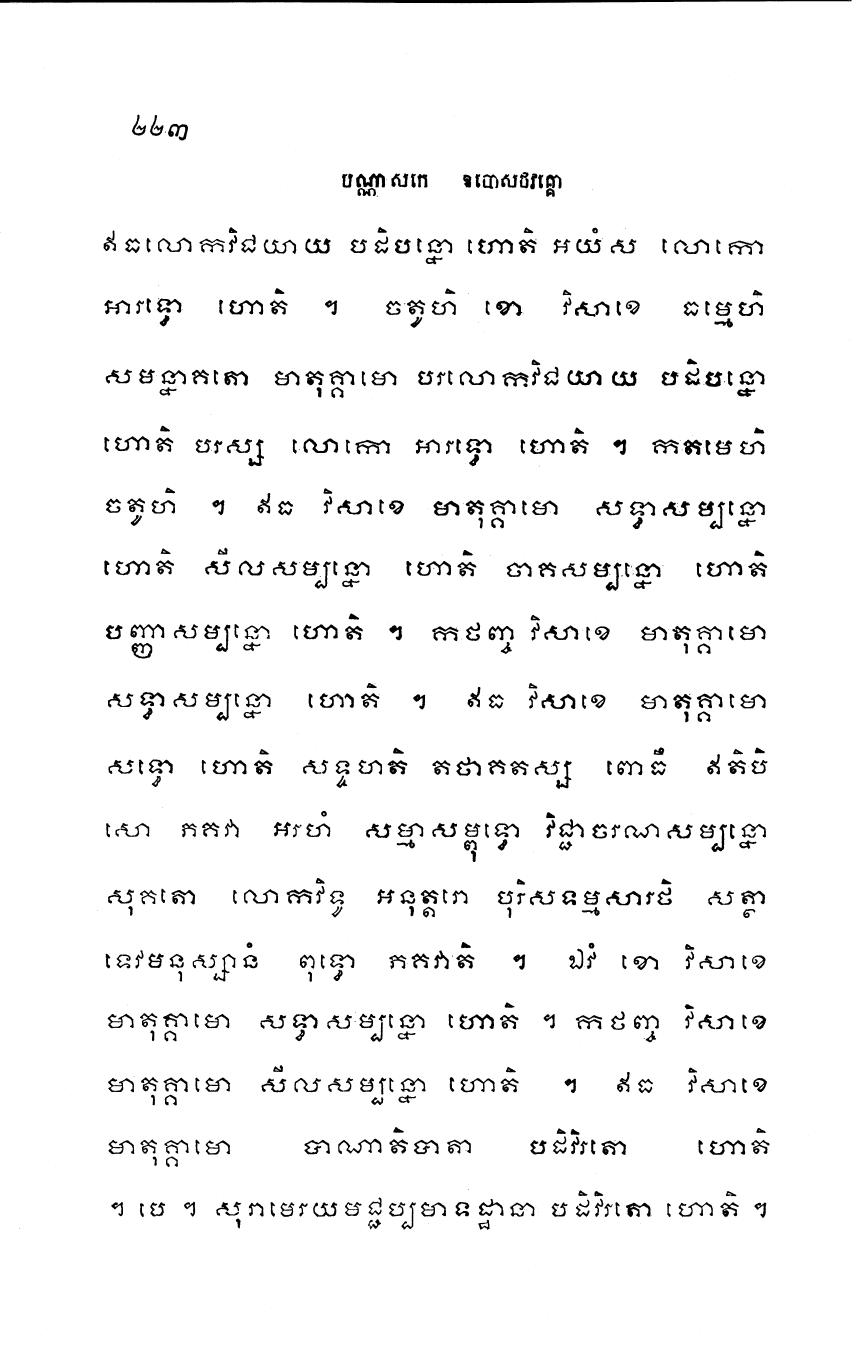 ២២៣
បណ្ណាសកេ ឧបោសថវគ្គោ
ឥធលោកវិជយាយ បដិបន្នោ ហោតិ អយំស លោកោ
អារទ្ធោ ហោតិ ។ ចតូហិ ខោ វិសាខេ ធម្មេហិ
សមន្នាគតោ មាតុគ្គាមោ បរលោកវិជយាយ បដិបន្នោ
ហោតិ បរស្ស លោកោ អារទ្ធោ ហោតិ ។ កតមេហិ
ចតូហិ ។ ឥធ វិសាខេ មាតុគ្គាមោ សទ្ធាសម្បន្នោ
ហោតិ សីលសម្បន្នោ ហោតិ ចាគសម្បន្នោ ហោតិ
បញ្ញាសម្បន្នោ ហោតិ ។ កថញ្ច វិសាខេ មាតុគ្គាមោ
សទ្ធាសម្បន្នោ ហោតិ ។ ឥធ វិសាខេ មាតុគ្គាមោ
សទ្ធោ ហោតិ សទ្ទហតិ តថាគតស្ស ពោធឹ ឥតិបិ
សោ ភគវា អរហំ សម្មាសម្ពុទ្ធោ វិជ្ជាចរណសម្បន្នោ
សុគតោ លោកវិទូ អនុត្តរោ បុរិសទម្មសារថិ សត្ថា
ទេវមនុស្សានំ ពុទ្ធោ ភគវាតិ ។ ឯវំ ខោ វិសាខេ
មាតុគ្គាមោ សទ្ធាសម្បន្នោ ហោតិ ។ កថញ្ច វិសាខេ
មាតុគ្គាមោ សីលសម្បន្នោ ហោតិ ។ ឥធ វិសាខេ
មាតុគ្គាមោ បាណាតិបាតា បដិវិរតោ ហោតិ
។ បេ ។ សុរាមេរយមជ្ជប្បមាទដ្ឋានា បដិវិរតោ ហោតិ ។